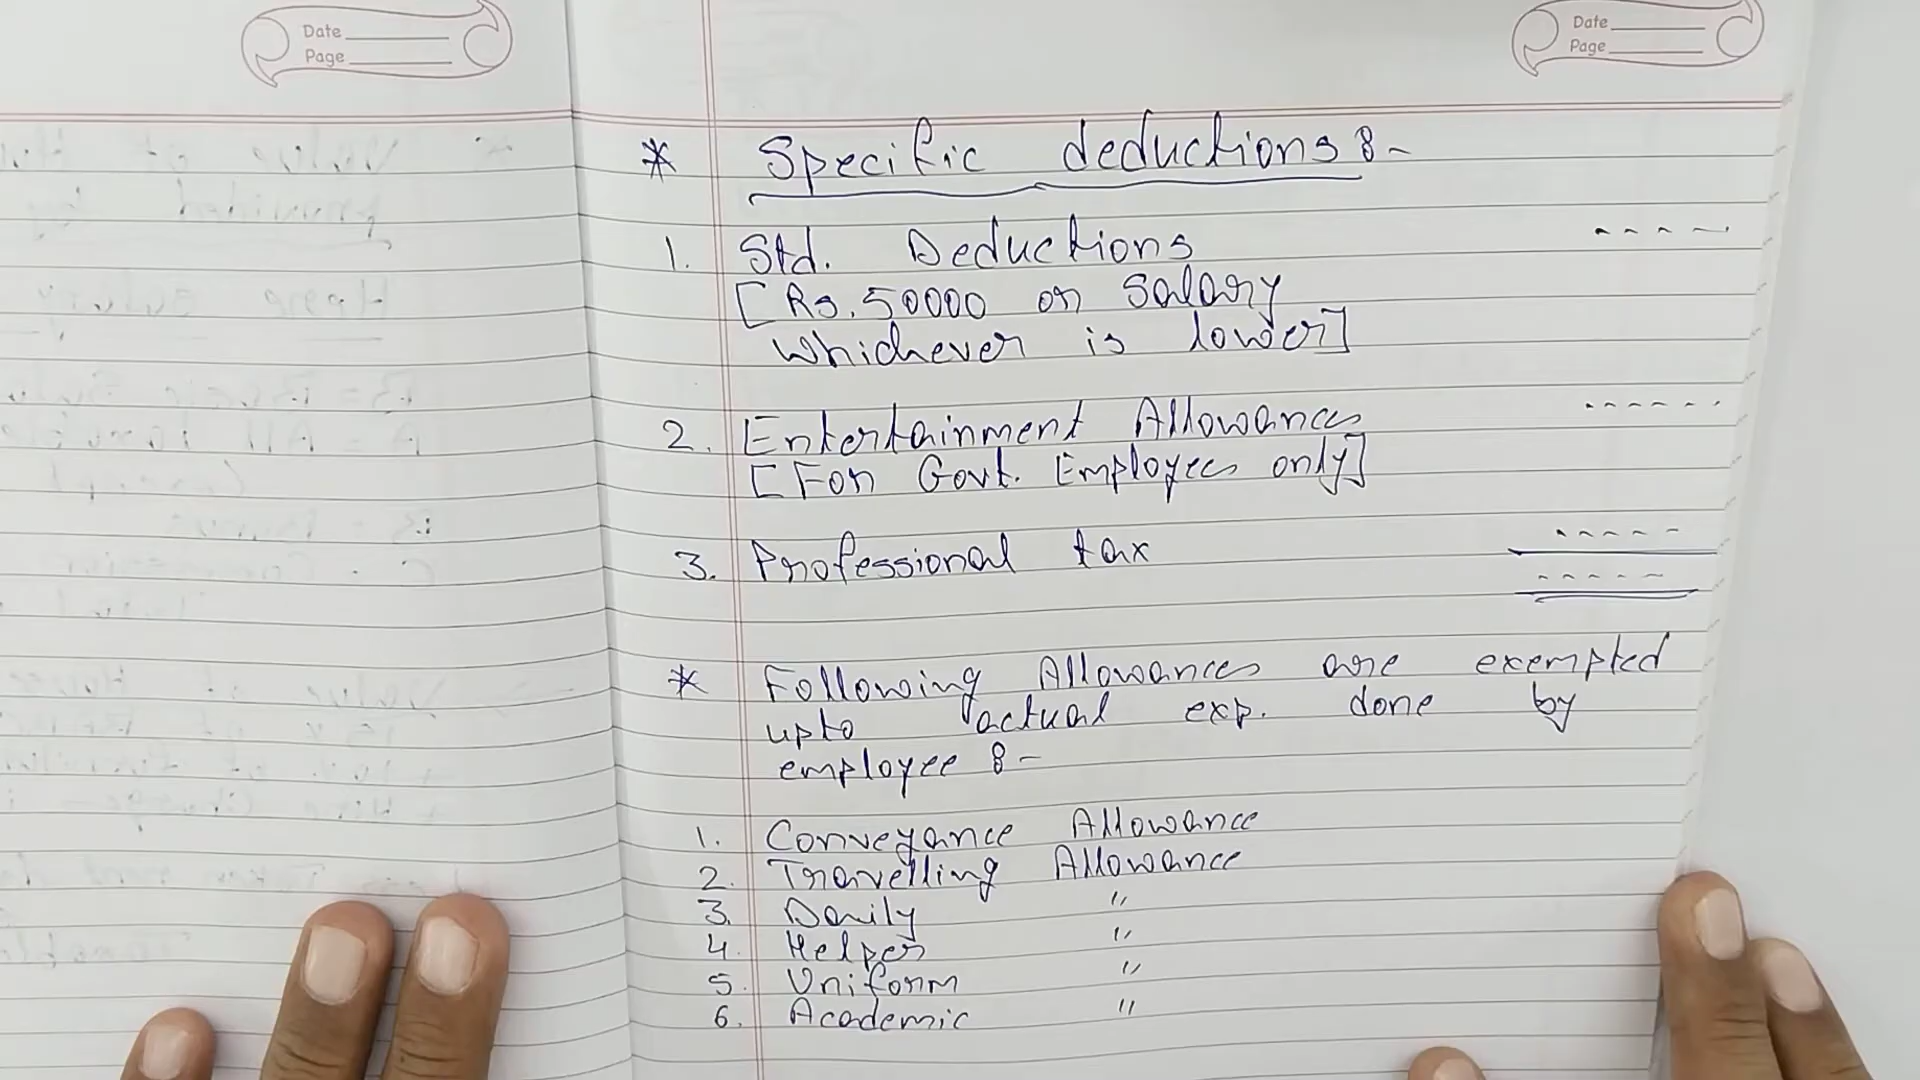 Date
Page
Date
Page
* Specific deductions :-
1. Std. Deductions
[Rs. 50000 or Salary
whichever is lower]
2. Entertainment Allowances
[For Govt. Employees only]
3. Professional tax
* Following Allowances are exempted
upto actual exp. done by
employee :-
1. Conveyance Allowance
2. Travelling Allowance
3. Daily "
4. Helper "
5. Uniform "
6. Academic "